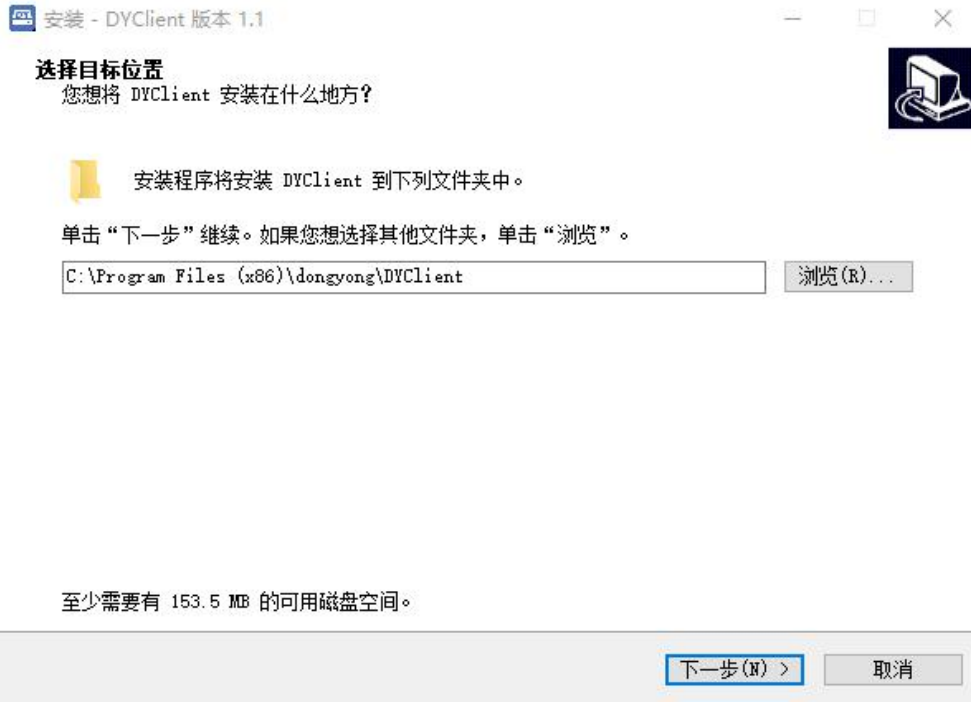 安装 - DYClient 版本 1.1
选择目标位置
您想将 DYClient 安装在什么地方?
安装程序将安装 DYClient 到下列文件夹中。
单击“下一步”继续。如果您想选择其他文件夹，单击“浏览”。
C:\Program Files (x86)\dongyong\DYClient
浏览(R)...
至少需要有 153.5 MB 的可用磁盘空间。
下一步(N) >
取消